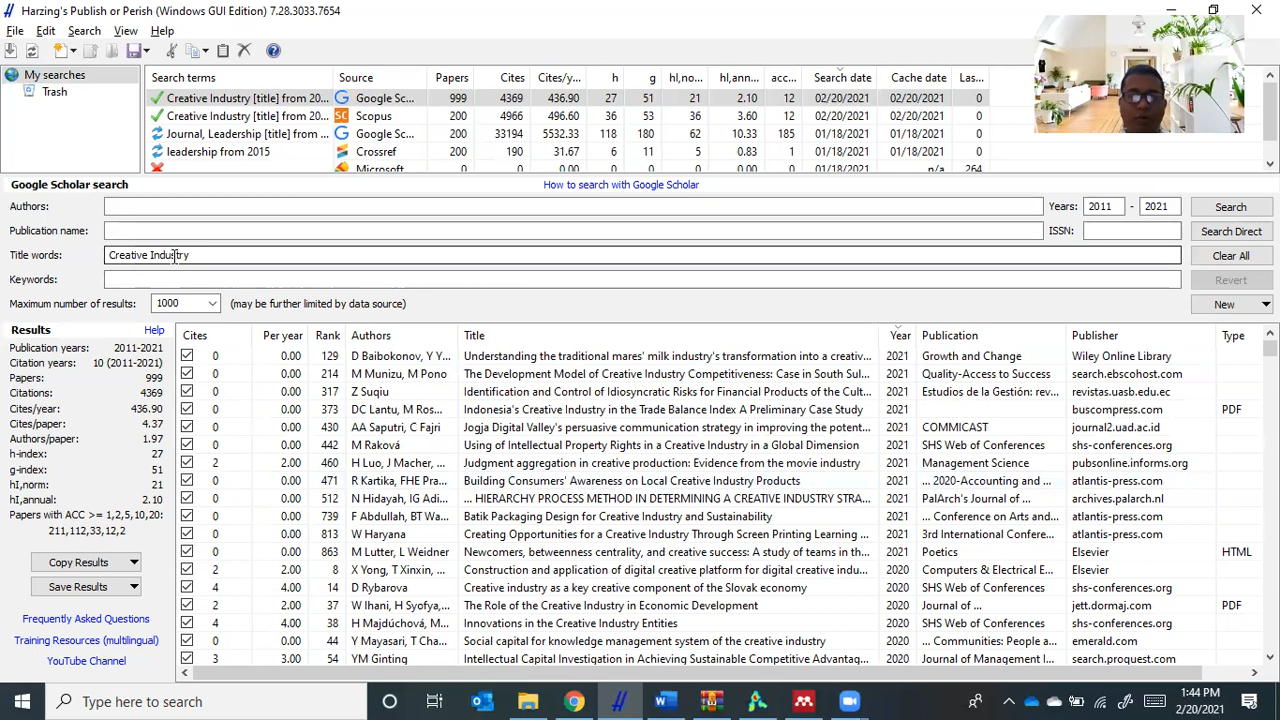 Harzing's Publish or Perish (Windows GUI Edition) 7.28.3033.7654
File Edit Search View Help
My searches
Trash
Search terms Source Papers Cites Cites/y... h g hI,no... hI,ann... acc... Search date Cache date Las...
Creative Industry [title] from 20... Google Sc... 999 4369 436.90 27 51 21 2.10 12 02/20/2021 02/20/2021 0
Creative Industry [title] from 20... Scopus 200 4966 496.60 36 53 36 3.60 12 02/20/2021 02/20/2021 0
Journal, Leadership [title] from ... Google Sc... 200 33194 5532.33 118 180 62 10.33 185 01/18/2021 01/18/2021 0
leadership from 2015 Crossref 200 190 31.67 6 11 5 0.83 1 01/18/2021 01/18/2021 0
Microsoft 0 0 0.00 0 0 0 0.00 0 n/a 264
Google Scholar search How to search with Google Scholar
Authors: Years: 2011 - 2021 Search
Publication name: ISSN: Search Direct
Title words: Creative Industry Clear All
Keywords: Revert
Maximum number of results: 1000 (may be further limited by data source) New
Results Help
Publication years: 2011-2021
Citation years: 10 (2011-2021)
Papers: 999
Citations: 4369
Cites/year: 436.90
Cites/paper: 4.37
Authors/paper: 1.97
h-index: 27
g-index: 51
hI,norm: 21
hI,annual: 2.10
Papers with ACC >= 1,2,5,10,20:
211,112,33,12,2
Copy Results
Save Results
Frequently Asked Questions
Training Resources (multilingual)
YouTube Channel
Cites Per year Rank Authors Title Year Publication Publisher Type
0 0.00 129 D Baibokonov, Y Y... Understanding the traditional mares' milk industry's transformation into a creativ... 2021 Growth and Change Wiley Online Library
0 0.00 214 M Munizu, M Pono The Development Model of Creative Industry Competitiveness: Case in South Sul... 2021 Quality-Access to Success search.ebscohost.com
0 0.00 317 Z Suqiu Identification and Control of Idiosyncratic Risks for Financial Products of the Cult... 2021 Estudios de la Gestión: rev... revistas.uasb.edu.ec
0 0.00 373 DC Lantu, M Ros... Indonesia's Creative Industry in the Trade Balance Index A Preliminary Case Study 2021 buscompress.com PDF
0 0.00 430 AA Saputri, C Fajri Jogja Digital Valley's persuasive communication strategy in improving the potent... 2021 COMMICAST journal2.uad.ac.id
0 0.00 442 M Raková Using of Intellectual Property Rights in a Creative Industry in a Global Dimension 2021 SHS Web of Conferences shs-conferences.org
2 2.00 460 H Luo, J Macher, ... Judgment aggregation in creative production: Evidence from the movie industry 2021 Management Science pubsonline.informs.org
0 0.00 471 R Kartika, FHE Pra... Building Consumers' Awareness on Local Creative Industry Products 2021 ... 2020-Accounting and ... atlantis-press.com
0 0.00 512 N Hidayah, IG Adi... ... HIERARCHY PROCESS METHOD IN DETERMINING A CREATIVE INDUSTRY STRA... 2021 PalArch's Journal of ... archives.palarch.nl
0 0.00 739 F Abdullah, BT Wa... Batik Packaging Design for Creative Industry and Sustainability 2021 ... Conference on Arts and... atlantis-press.com
0 0.00 813 W Haryana Creating Opportunities for a Creative Industry Through Screen Printing Learning ... 2021 3rd International Confere... atlantis-press.com
0 0.00 863 M Lutter, L Weidner Newcomers, betweenness centrality, and creative success: A study of teams in th... 2021 Poetics Elsevier HTML
2 2.00 8 X Yong, T Xinxin, ... Construction and application of digital creative platform for digital creative indu... 2020 Computers & Electrical E... Elsevier
4 4.00 14 D Rybarova Creative industry as a key creative component of the Slovak economy 2020 SHS Web of Conferences shs-conferences.org
2 2.00 37 W Ihani, H Syofya,... The Role of the Creative Industry in Economic Development 2020 Journal of ... jett.dormaj.com PDF
4 4.00 38 H Majdúchová, M... Innovations in the Creative Industry Entities 2020 SHS Web of Conferences shs-conferences.org
0 0.00 44 Y Mayasari, T Cha... Social capital for knowledge management system of the creative industry 2020 ... Communities: People a... emerald.com
3 3.00 54 YM Ginting Intellectual Capital Investigation in Achieving Sustainable Competitive Advantag... 2020 Journal of Management I... search.proquest.com
Type here to search
1:44 PM
2/20/2021